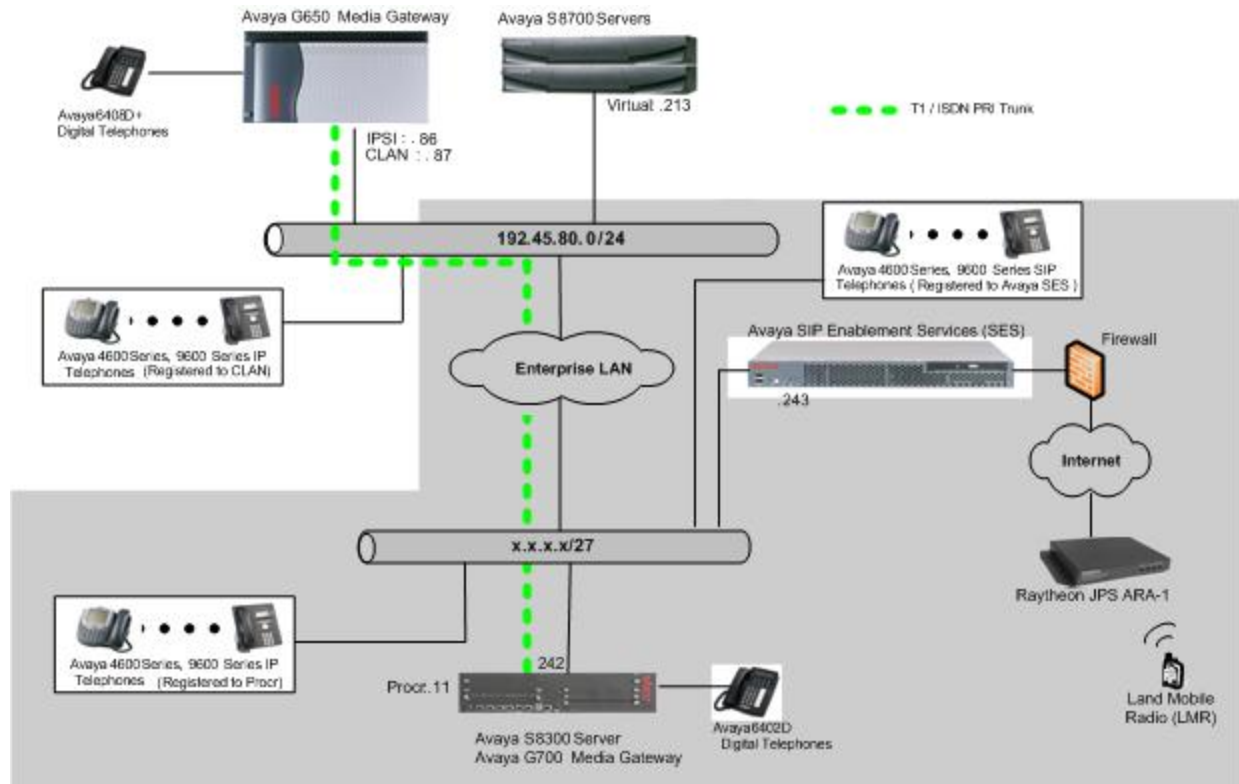 Avaya G650 Media Gateway
Avaya S8700 Servers
Avaya6408D+
Digital Telephones
Virtual: .213
T1 / ISDN PRI Trunk
IPSI : . 86
CLAN : . 87
192.45.80.0/24
Avaya 4600 Series, 9600 Series SIP
Telephones ( Registered to Avaya SES )
Avaya 4600 Series, 9600 Series IP
Telephones (Registered to CLAN)
Enterprise LAN
Avaya SIP Enablement Services (SES)
Firewall
.243
Internet
x.x.x.x/27
Raytheon JPS ARA-1
Avaya 4600 Series, 9600 Series IP
Telephones (Registered to Procr)
242
Procr:.11
Avaya S8300 Server
Avaya G700 Media Gateway
Avaya6402D
Digital Telephones
Land Mobile
Radio (LMR)